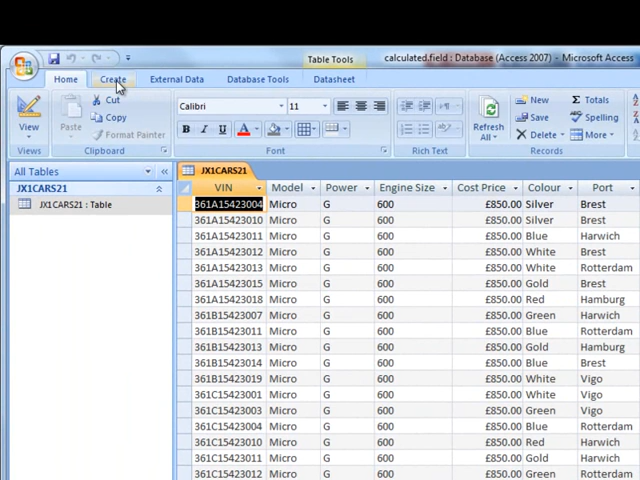 Table Tools
calculated.field : Database (Access 2007) - Microsoft Access
Home Create External Data Database Tools Datasheet
View Paste Cut Copy Format Painter
Calibri 11
B I U A
Refresh All New Save Delete Σ Totals Spelling More
Views Clipboard Font Rich Text Records
All Tables
JX1CARS21
JX1CARS21 : Table
JX1CARS21
VIN Model Power Engine Size Cost Price Colour Port
361A15423004 Micro G 600 £850.00 Silver Brest
361A15423010 Micro G 600 £850.00 Silver Brest
361A15423011 Micro G 600 £850.00 Blue Harwich
361A15423012 Micro G 600 £850.00 White Brest
361A15423013 Micro G 600 £850.00 White Rotterdam
361A15423015 Micro G 600 £850.00 Gold Brest
361A15423018 Micro G 600 £850.00 Red Hamburg
361B15423007 Micro G 600 £850.00 Green Harwich
361B15423011 Micro G 600 £850.00 Blue Rotterdam
361B15423013 Micro G 600 £850.00 Gold Hamburg
361B15423014 Micro G 600 £850.00 Blue Brest
361B15423019 Micro G 600 £850.00 White Vigo
361C15423001 Micro G 600 £850.00 White Vigo
361C15423003 Micro G 600 £850.00 Green Vigo
361C15423004 Micro G 600 £850.00 Blue Rotterdam
361C15423010 Micro G 600 £850.00 Red Harwich
361C15423011 Micro G 600 £850.00 Gold Harwich
361C15423012 Micro G 600 £850.00 Green Rotterdam